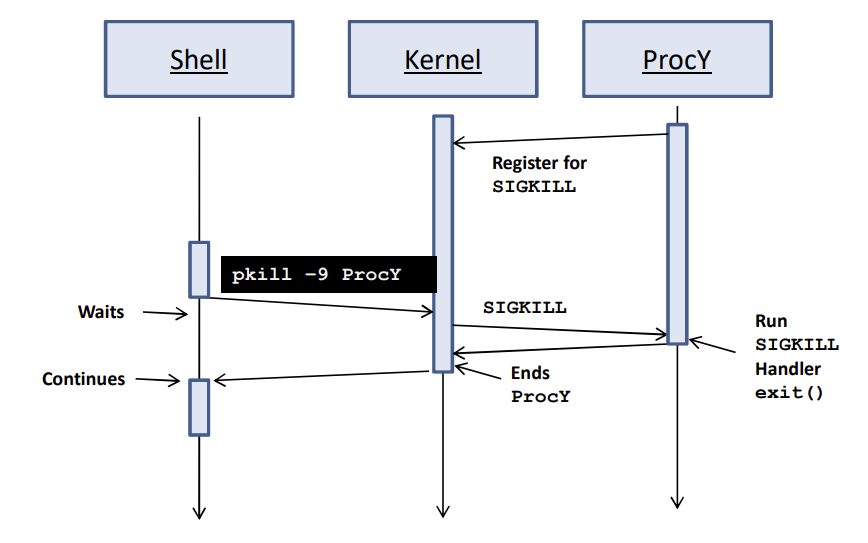 Shell
Kernel
ProcY
Register for
SIGKILL
pkill –9 ProcY
Waits
SIGKILL
Run
SIGKILL
Handler
exit()
Continues
Ends
ProcY